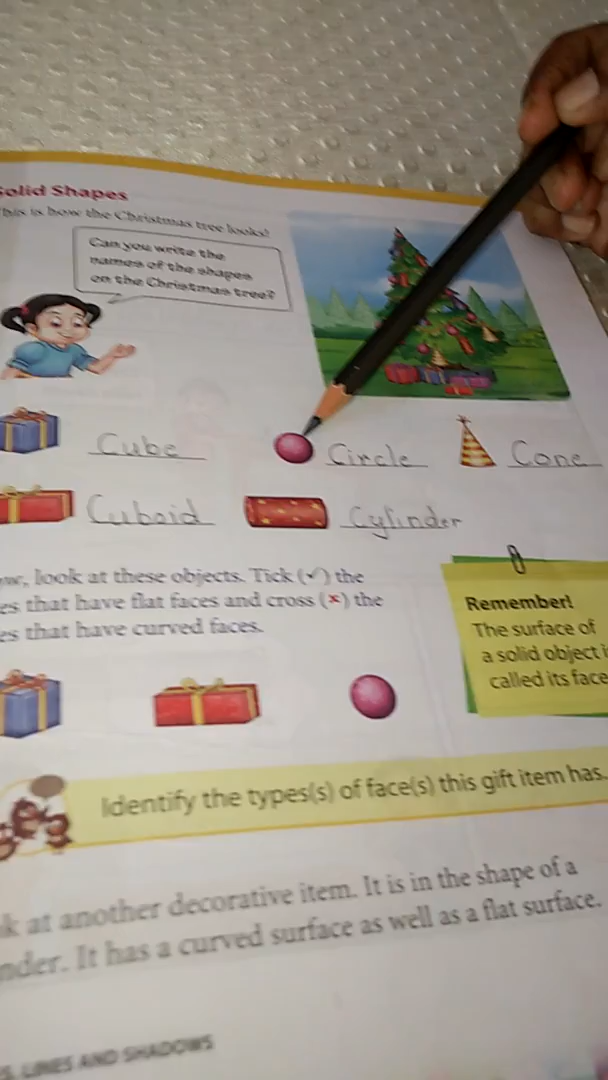 Solid Shapes
This is how the Christmas tree looks!
Can you write the
names of the shapes
on the Christmas tree?
Cube Circle Cone
Cuboid Cylinder
look at these objects. Tick (✓) the
that have flat faces and cross (×) the
that have curved faces.
Remember!
The surface of
a solid object
called its face
Identify the types(s) of face(s) this gift item has.
at another decorative item. It is in the shape of a
It has a curved surface as well as a flat surface.
LINES AND SHADOWS